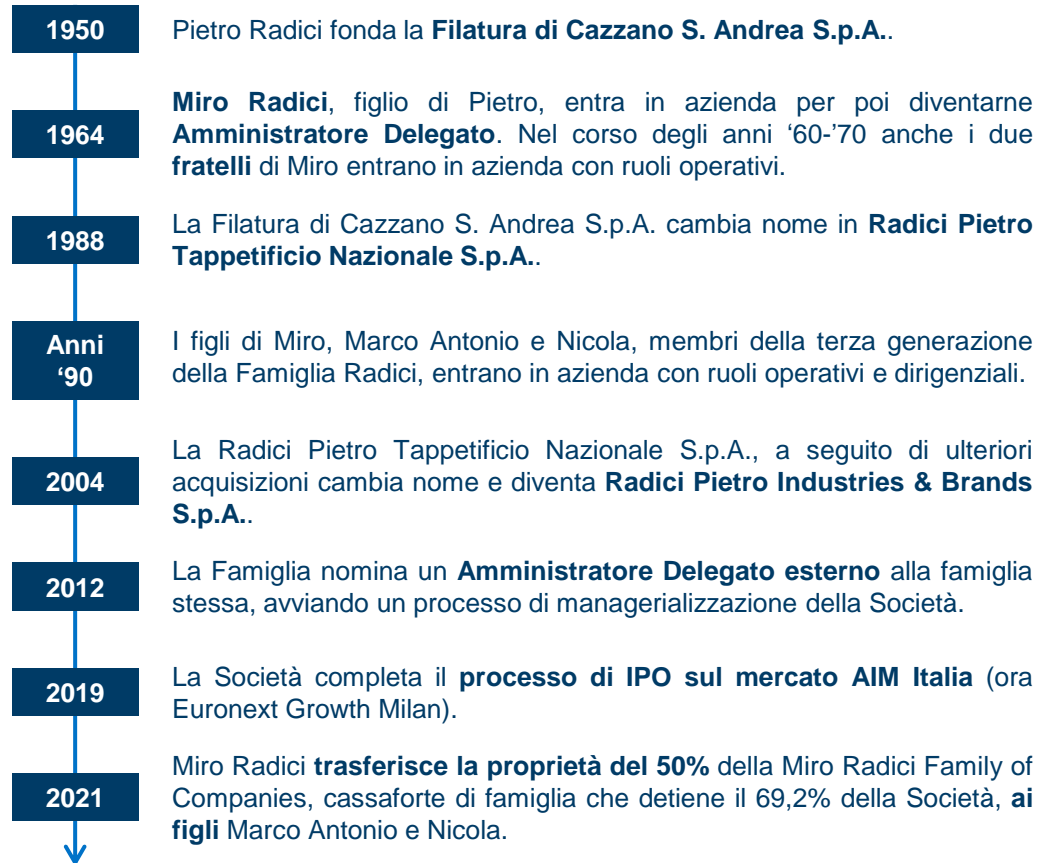 1950
Pietro Radici fonda la Filatura di Cazzano S. Andrea S.p.A..
1964
Miro Radici, figlio di Pietro, entra in azienda per poi diventarne
Amministratore Delegato. Nel corso degli anni ‘60-’70 anche i due
fratelli di Miro entrano in azienda con ruoli operativi.
1988
La Filatura di Cazzano S. Andrea S.p.A. cambia nome in Radici Pietro
Tappetificio Nazionale S.p.A..
Anni
‘90
I figli di Miro, Marco Antonio e Nicola, membri della terza generazione
della Famiglia Radici, entrano in azienda con ruoli operativi e dirigenziali.
2004
La Radici Pietro Tappetificio Nazionale S.p.A., a seguito di ulteriori
acquisizioni cambia nome e diventa Radici Pietro Industries & Brands
S.p.A..
2012
La Famiglia nomina un Amministratore Delegato esterno alla famiglia
stessa, avviando un processo di managerializzazione della Società.
2019
La Società completa il processo di IPO sul mercato AIM Italia (ora
Euronext Growth Milan).
2021
Miro Radici trasferisce la proprietà del 50% della Miro Radici Family of
Companies, cassaforte di famiglia che detiene il 69,2% della Società, ai
figli Marco Antonio e Nicola.